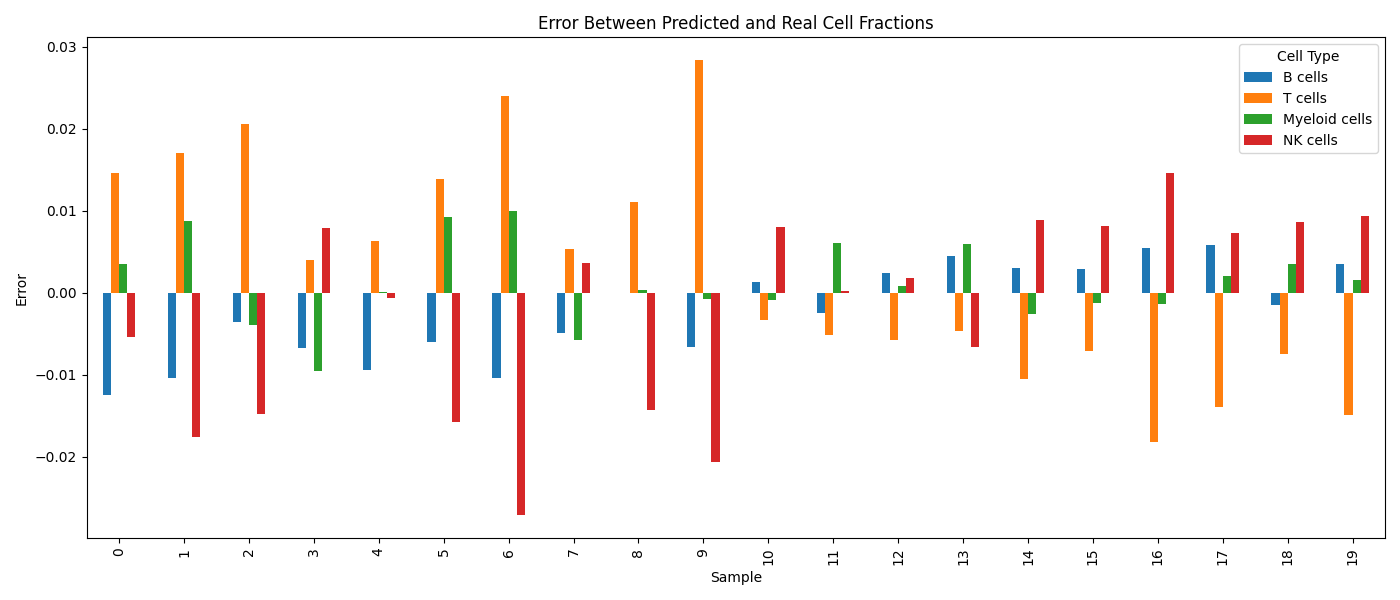 Error Between Predicted and Real Cell Fractions
Cell Type
B cells
T cells
Myeloid cells
NK cells
Error
0.03
0.02
0.01
0.00
−0.01
−0.02
0 1 2 3 4 5 6 7 8 9 10 11 12 13 14 15 16 17 18 19
Sample